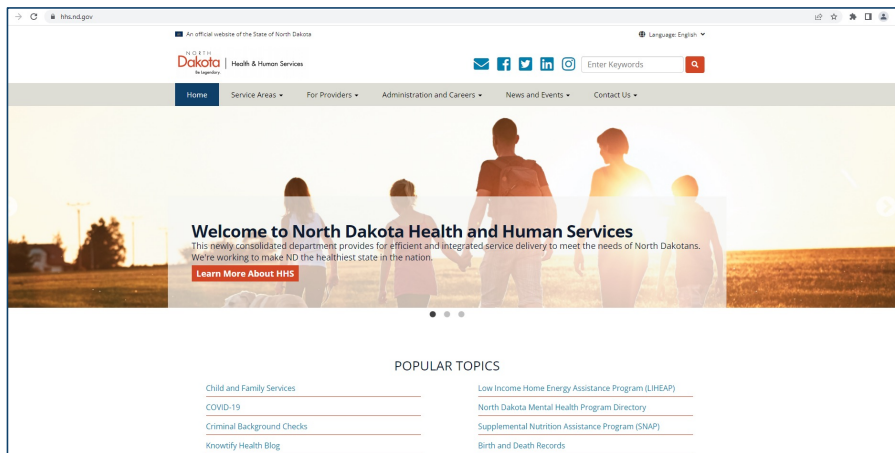 hhs.nd.gov
An official website of the State of North Dakota
Language: English
NORTH
Dakota
Be Legendary.
Health & Human Services
Enter Keywords
Home
Service Areas
For Providers
Administration and Careers
News and Events
Contact Us
Welcome to North Dakota Health and Human Services
This newly consolidated department provides for efficient and integrated service delivery to meet the needs of North Dakotans.
We're working to make ND the healthiest state in the nation.
Learn More About HHS
POPULAR TOPICS
Child and Family Services
Low Income Home Energy Assistance Program (LIHEAP)
COVID-19
North Dakota Mental Health Program Directory
Criminal Background Checks
Supplemental Nutrition Assistance Program (SNAP)
Knowtify Health Blog
Birth and Death Records